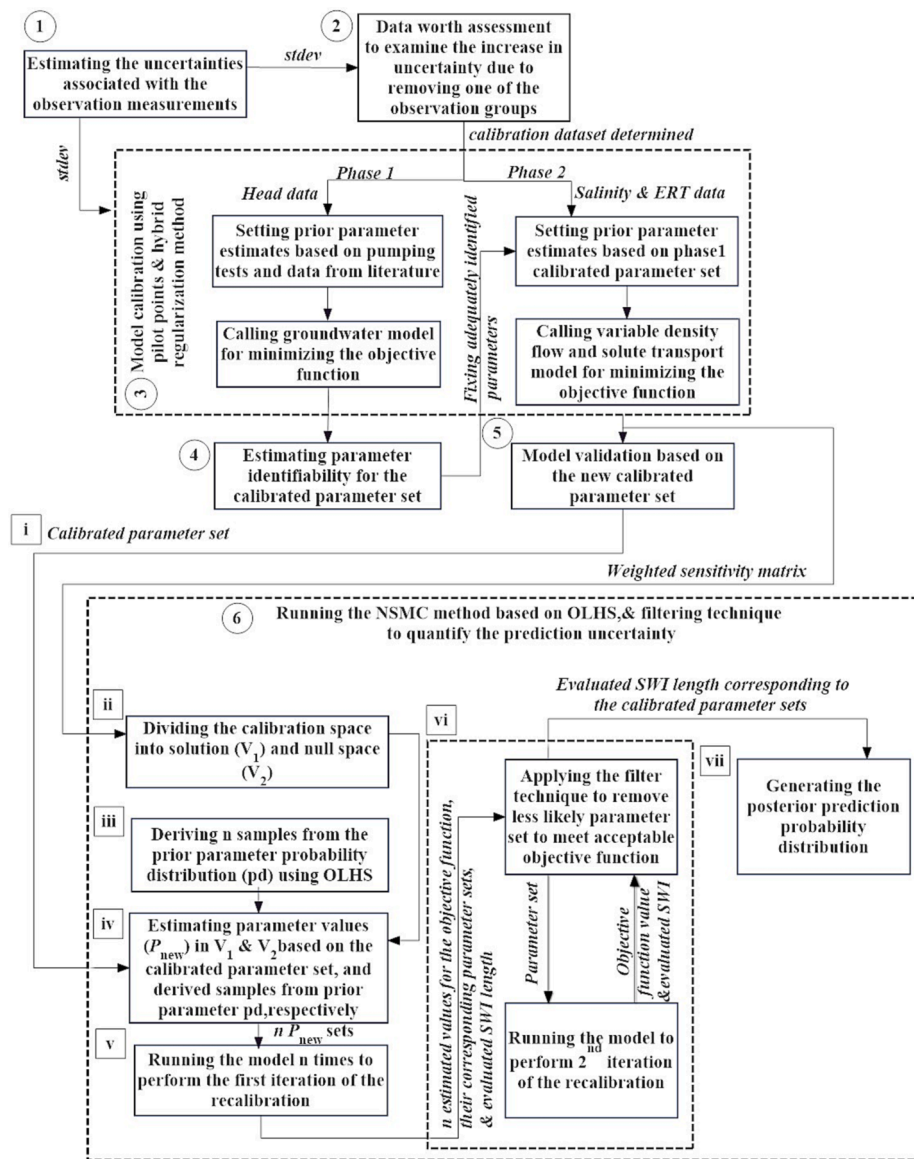 1
Estimating the uncertainties
associated with the
observation measurements
stdev
2
Data worth assessment
to examine the increase in
uncertainty due to
removing one of the
observation groups
stdev
calibration dataset determined
Model calibration using
pilot points & hybrid
regularization method
3
Phase 1
Head data
Setting prior parameter
estimates based on pumping
tests and data from literature
Calling groundwater model
for minimizing the objective
function
Phase 2
Salinity & ERT data
Setting prior parameter
estimates based on phase1
calibrated parameter set
Calling variable density
flow and solute transport
model for minimizing the
objective function
Fixing adequately identified
parameters
4
Estimating parameter
identifiability for the
calibrated parameter set
5
Model validation based on
the new calibrated
parameter set
i
Calibrated parameter set
Weighted sensitivity matrix
6
Running the NSMC method based on OLHS,& filtering technique
to quantify the prediction uncertainty
ii
Dividing the calibration space
into solution (V1) and null space
(V2)
iii
Deriving n samples from the
prior parameter probability
distribution (pd) using OLHS
iv
Estimating parameter values
(Pnew) in V1 & V2based on the
calibrated parameter set, and
derived samples from prior
parameter pd,respectively
n Pnew sets
v
Running the model n times to
perform the first iteration of the
recalibration
n estimated values for the objective function,
their corresponding parameter sets,
& evaluated SWI length
vi
Evaluated SWI length corresponding to
the calibrated parameter sets
Applying the filter
technique to remove
less likely parameter
set to meet acceptable
objective function
Parameter set
Objective
function value
&evaluated SWI
Running the model to
perform 2nd iteration
of the recalibration
vii
Generating the
posterior prediction
probability
distribution